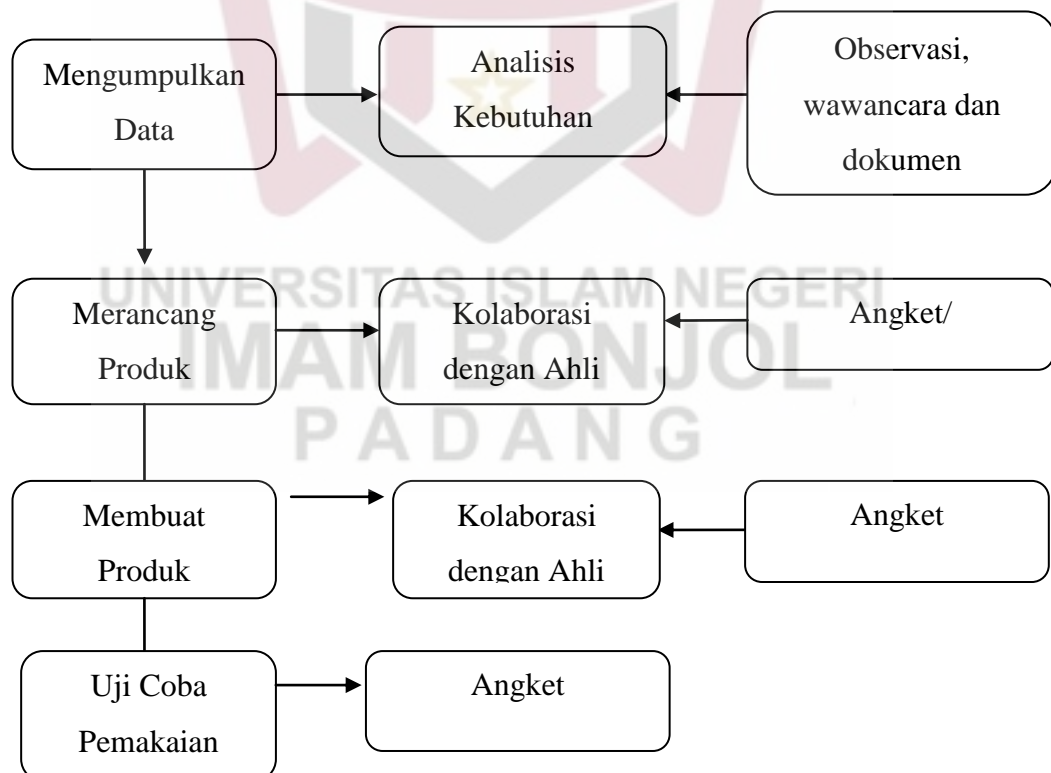 Mengumpulkan
Data
Analisis
Kebutuhan
Observasi,
wawancara dan
dokumen
UNIVERSITAS ISLAM NEGERI
IMAM BONJOL
PADANG
Merancang
Produk
Kolaborasi
dengan Ahli
Angket/
Membuat
Produk
Kolaborasi
dengan Ahli
Angket
Uji Coba
Pemakaian
Angket